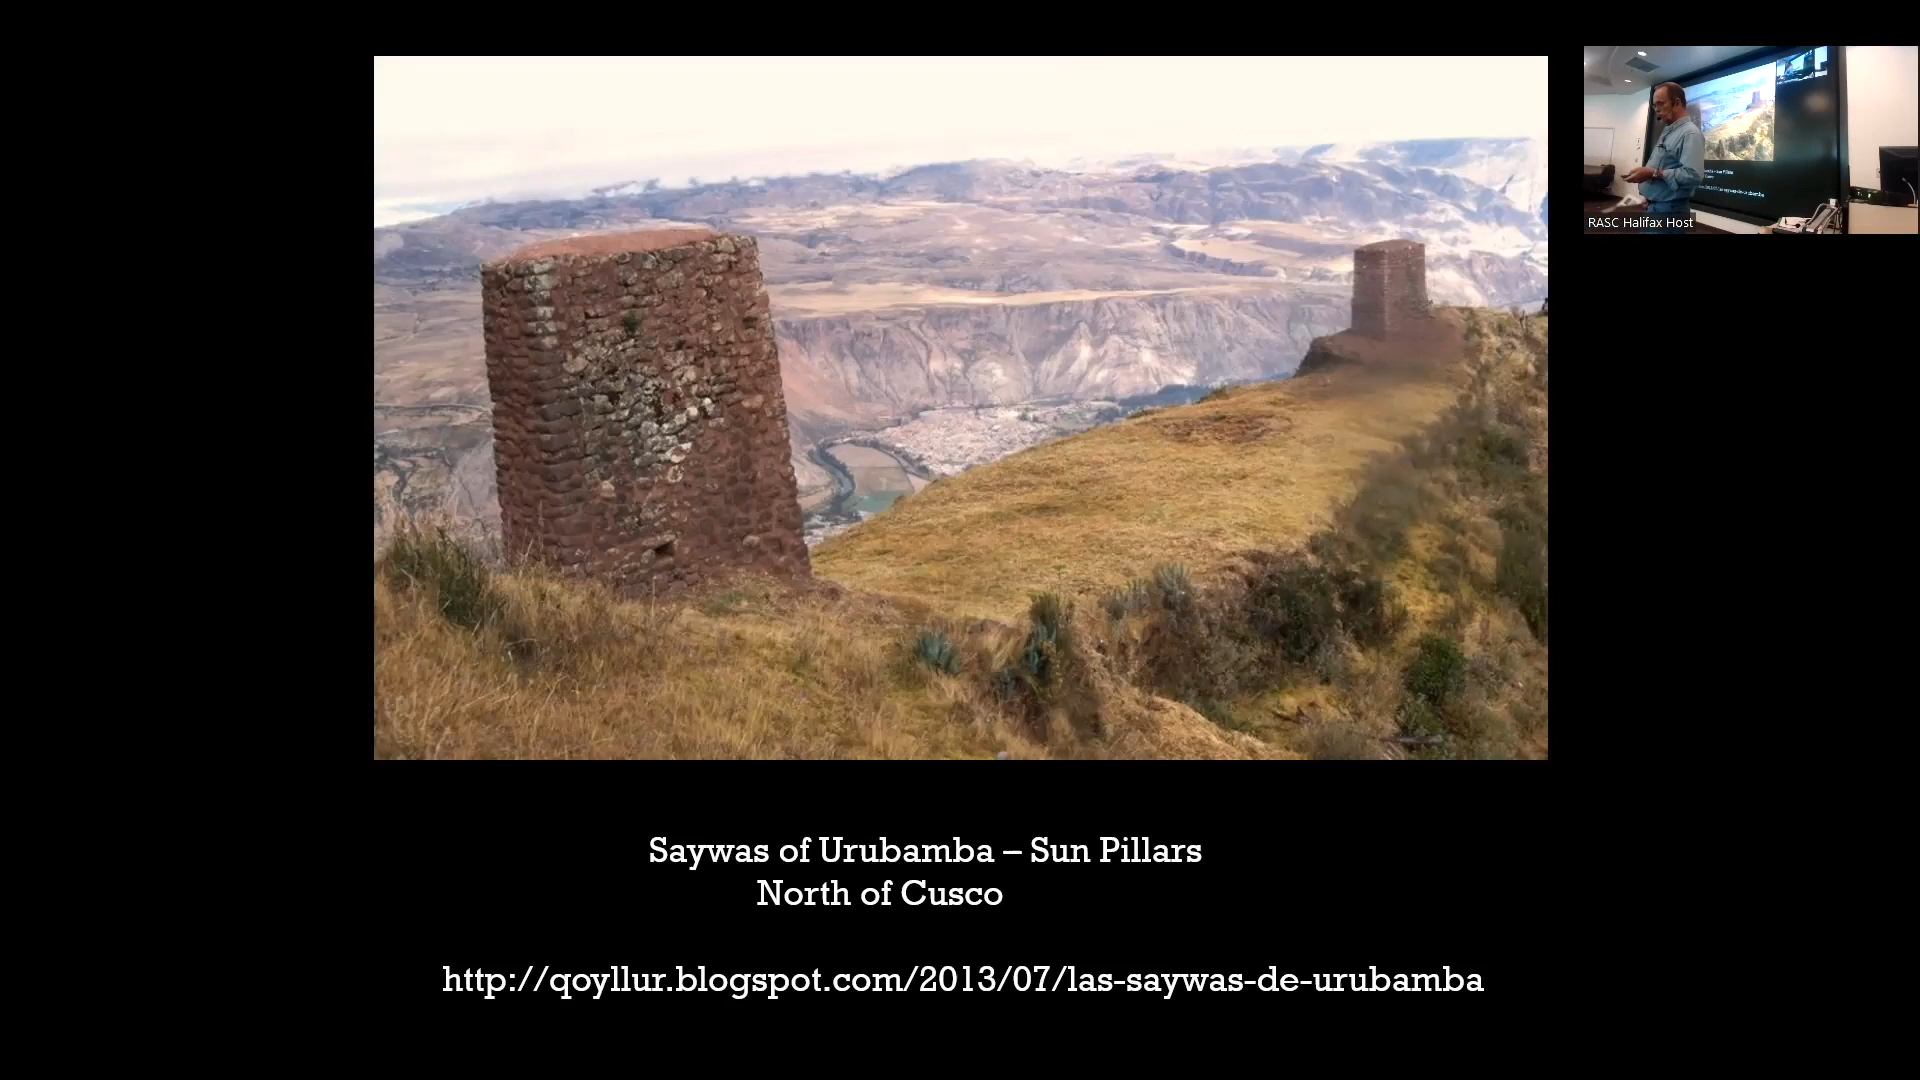 RASC Halifax Host
Saywas of Urubamba – Sun Pillars
North of Cusco
http://qoyllur.blogspot.com/2013/07/las-saywas-de-urubamba